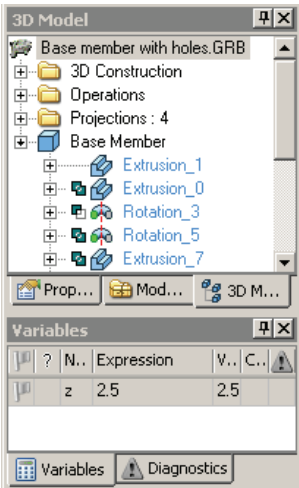 3D Model
Base member with holes.GRB
3D Construction
Operations
Projections : 4
Base Member
Extrusion_1
Extrusion_0
Rotation_3
Rotation_5
Extrusion_7
Prop... Mod... 3D M...
Variables
? N.. Expression V.. C..
z 2.5 2.5
Variables Diagnostics